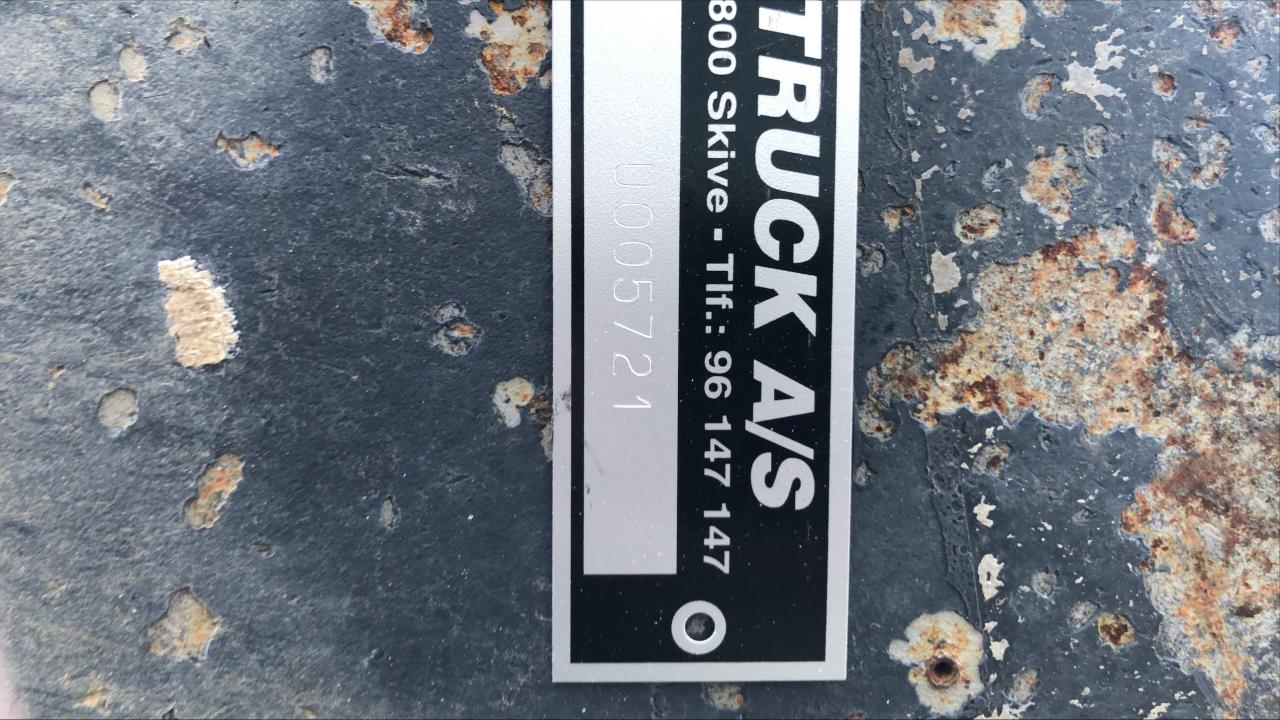 TRUCK A/S
800 Skive - Tlf.: 96 147 147
U005721